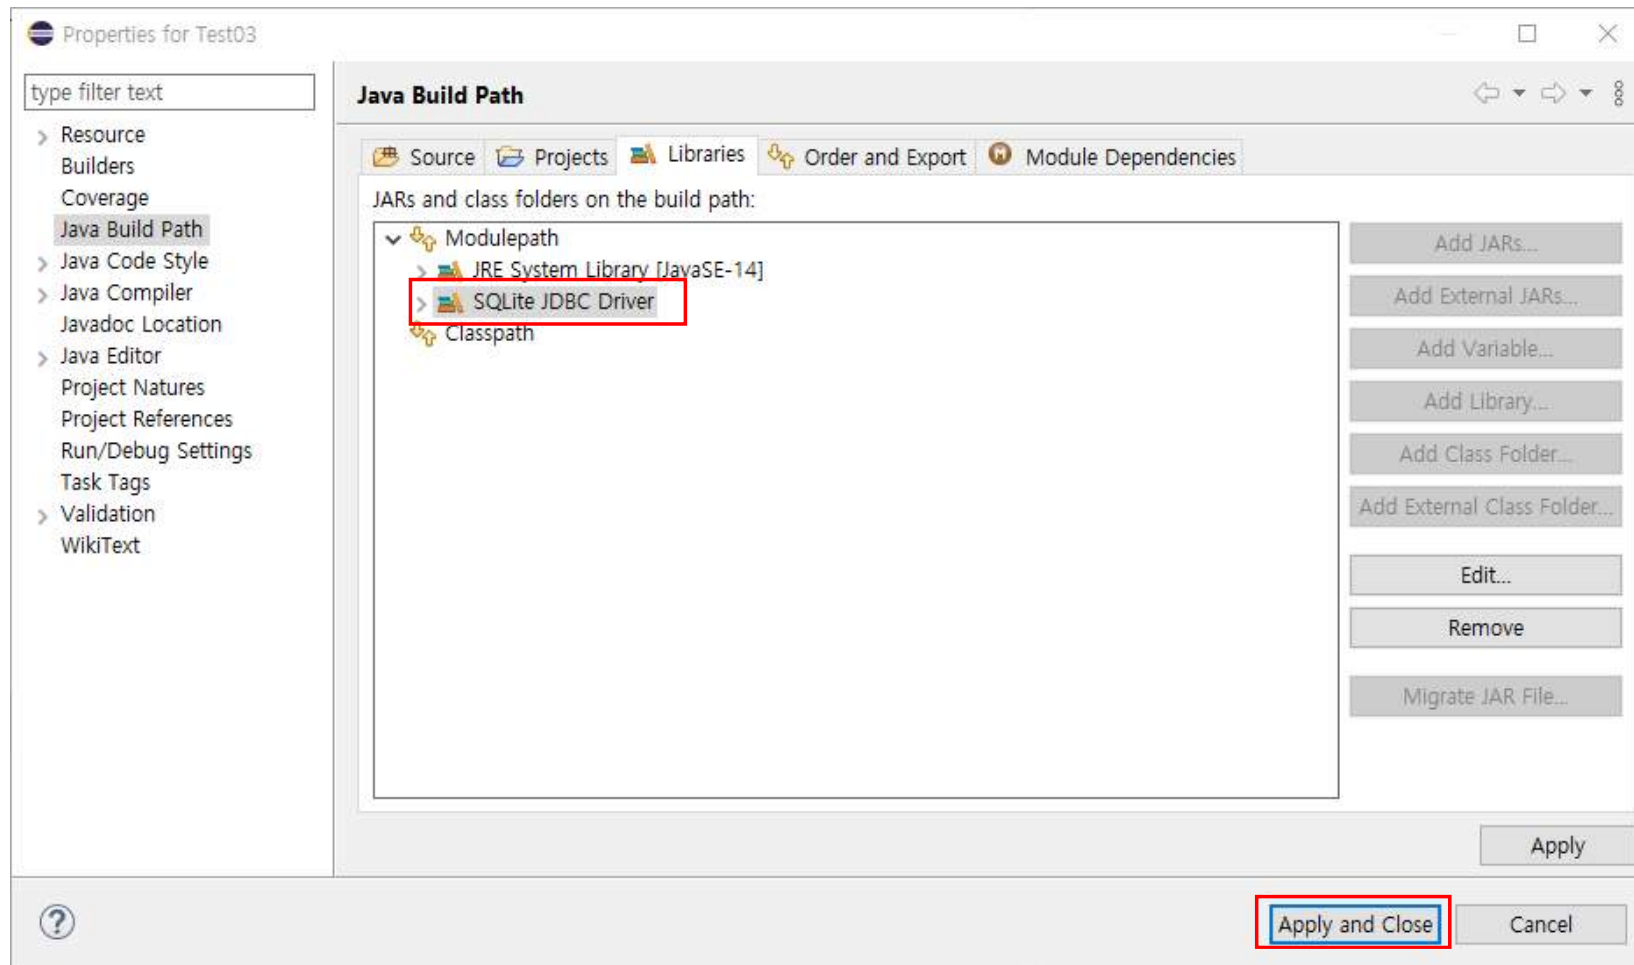 Properties for Test03
type filter text
Resource
Builders
Coverage
Java Build Path
Java Code Style
Java Compiler
Javadoc Location
Java Editor
Project Natures
Project References
Run/Debug Settings
Task Tags
Validation
WikiText
Java Build Path
Source Projects Libraries Order and Export Module Dependencies
JARs and class folders on the build path:
Modulepath
JRE System Library [JavaSE-14]
SQLite JDBC Driver
Classpath
Add JARs...
Add External JARs...
Add Variable...
Add Library...
Add Class Folder...
Add External Class Folder...
Edit...
Remove
Migrate JAR File...
Apply
Apply and Close Cancel